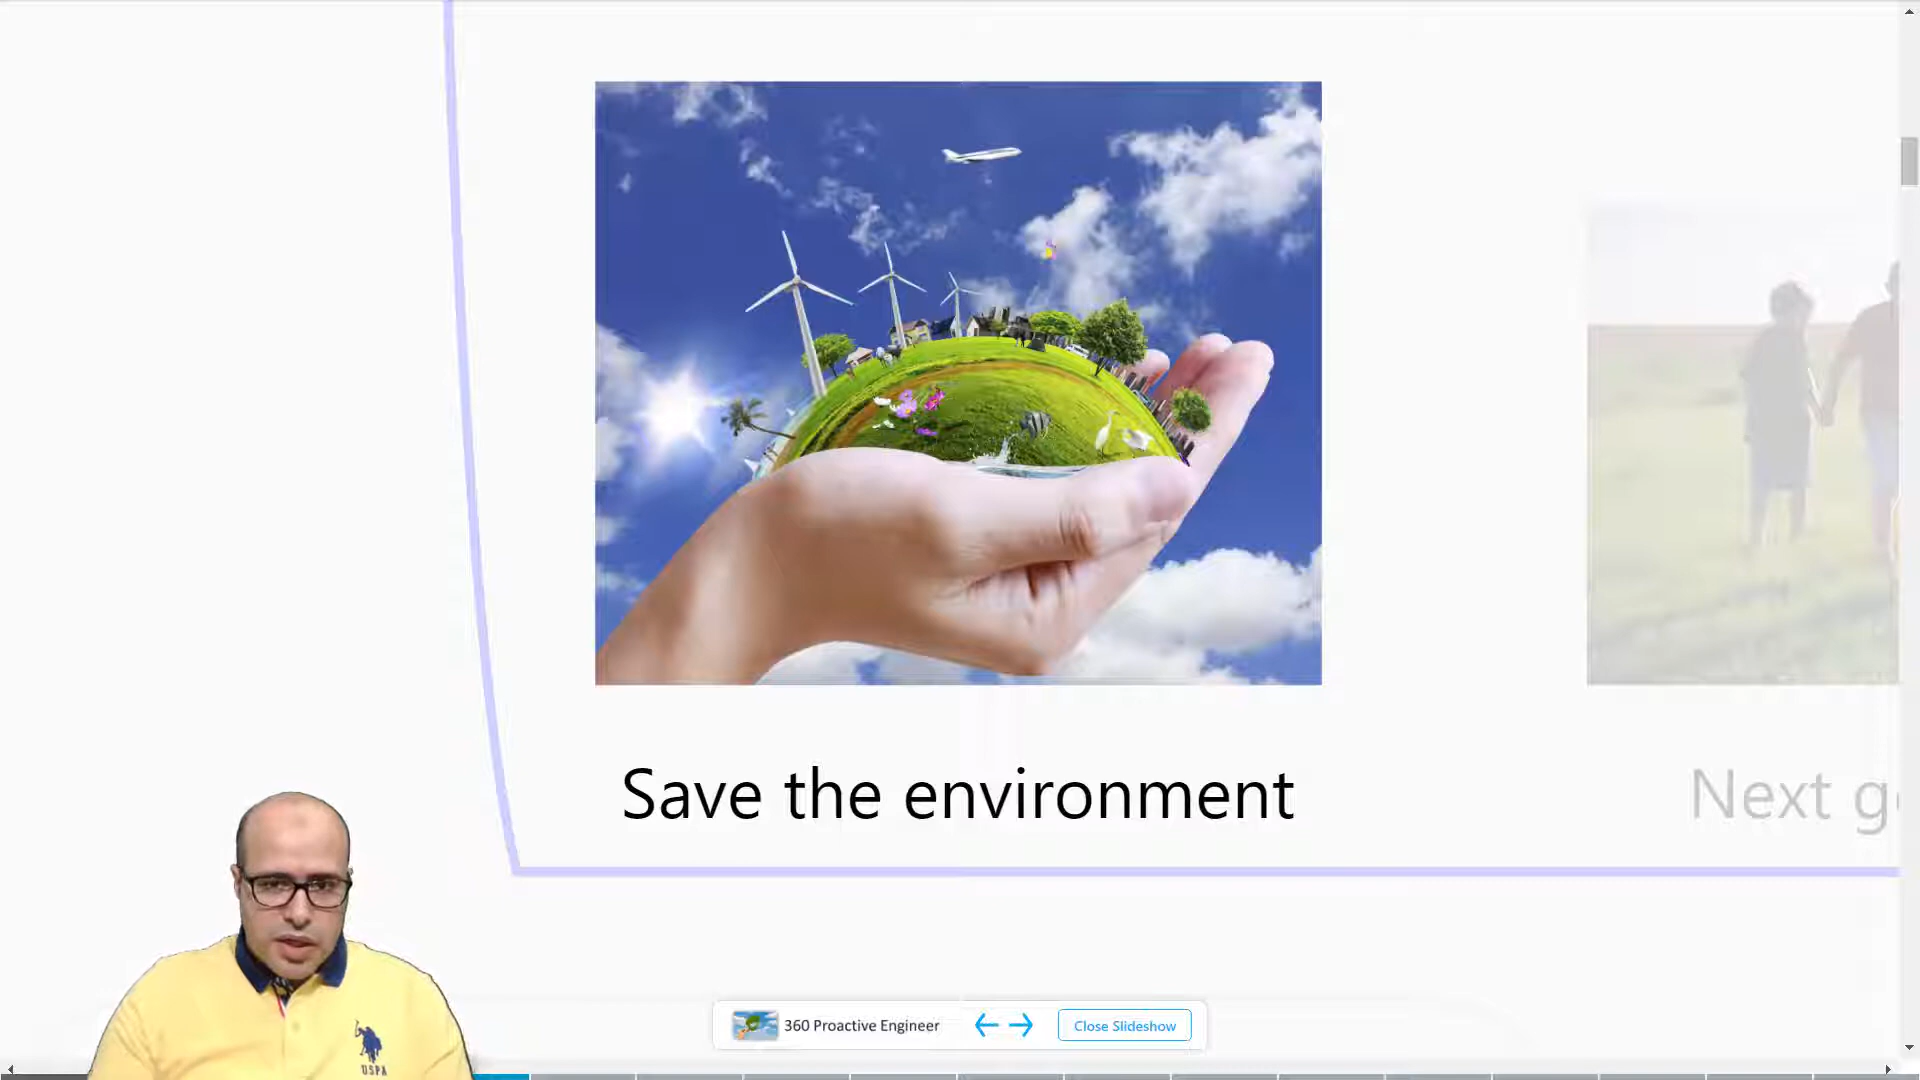 Save the environment
Next
360 Proactive Engineer
Close Slideshow
USPA